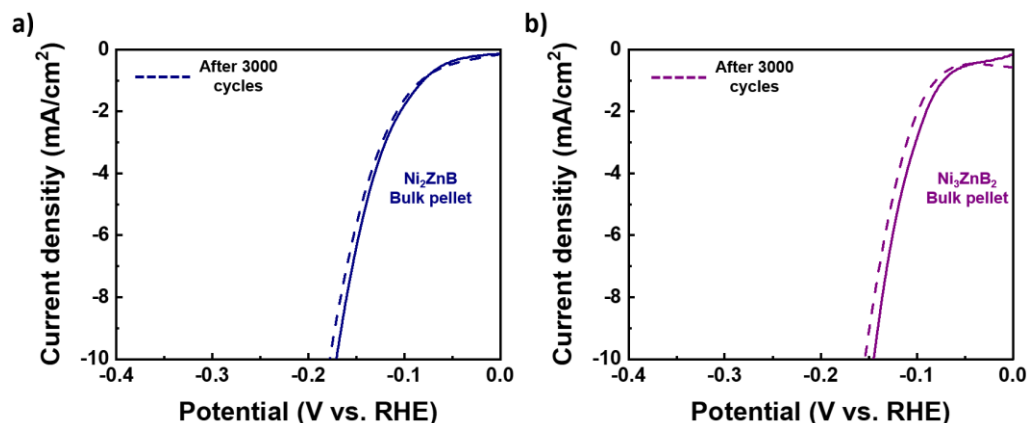 a)
0
-2
-4
-6
-8
-10
Current densitiy (mA/cm²)
After 3000
cycles
Ni₂ZnB
Bulk pellet
-0.4
-0.3
-0.2
-0.1
0.0
Potential (V vs. RHE)
b)
0
-2
-4
-6
-8
-10
Current densitiy (mA/cm²)
After 3000
cycles
Ni₃ZnB₂
Bulk pellet
-0.4
-0.3
-0.2
-0.1
0.0
Potential (V vs. RHE)